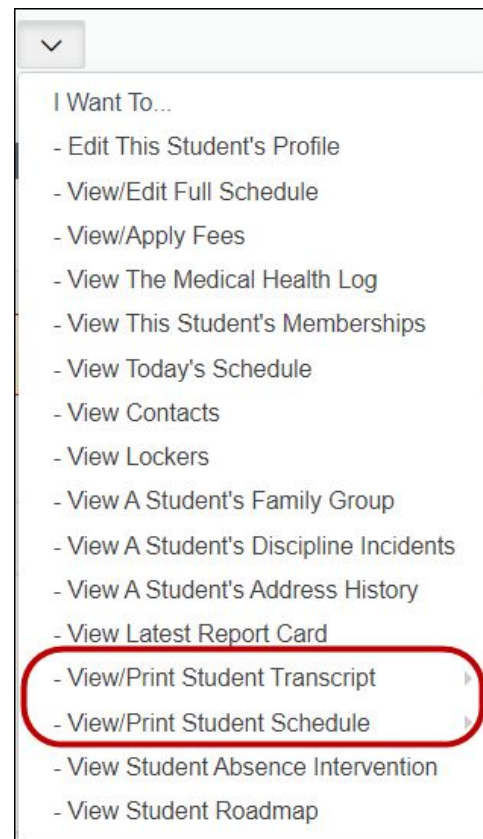 I Want To...
- Edit This Student's Profile
- View/Edit Full Schedule
- View/Apply Fees
- View The Medical Health Log
- View This Student's Memberships
- View Today's Schedule
- View Contacts
- View Lockers
- View A Student's Family Group
- View A Student's Discipline Incidents
- View A Student's Address History
- View Latest Report Card
- View/Print Student Transcript
- View/Print Student Schedule
- View Student Absence Intervention
- View Student Roadmap